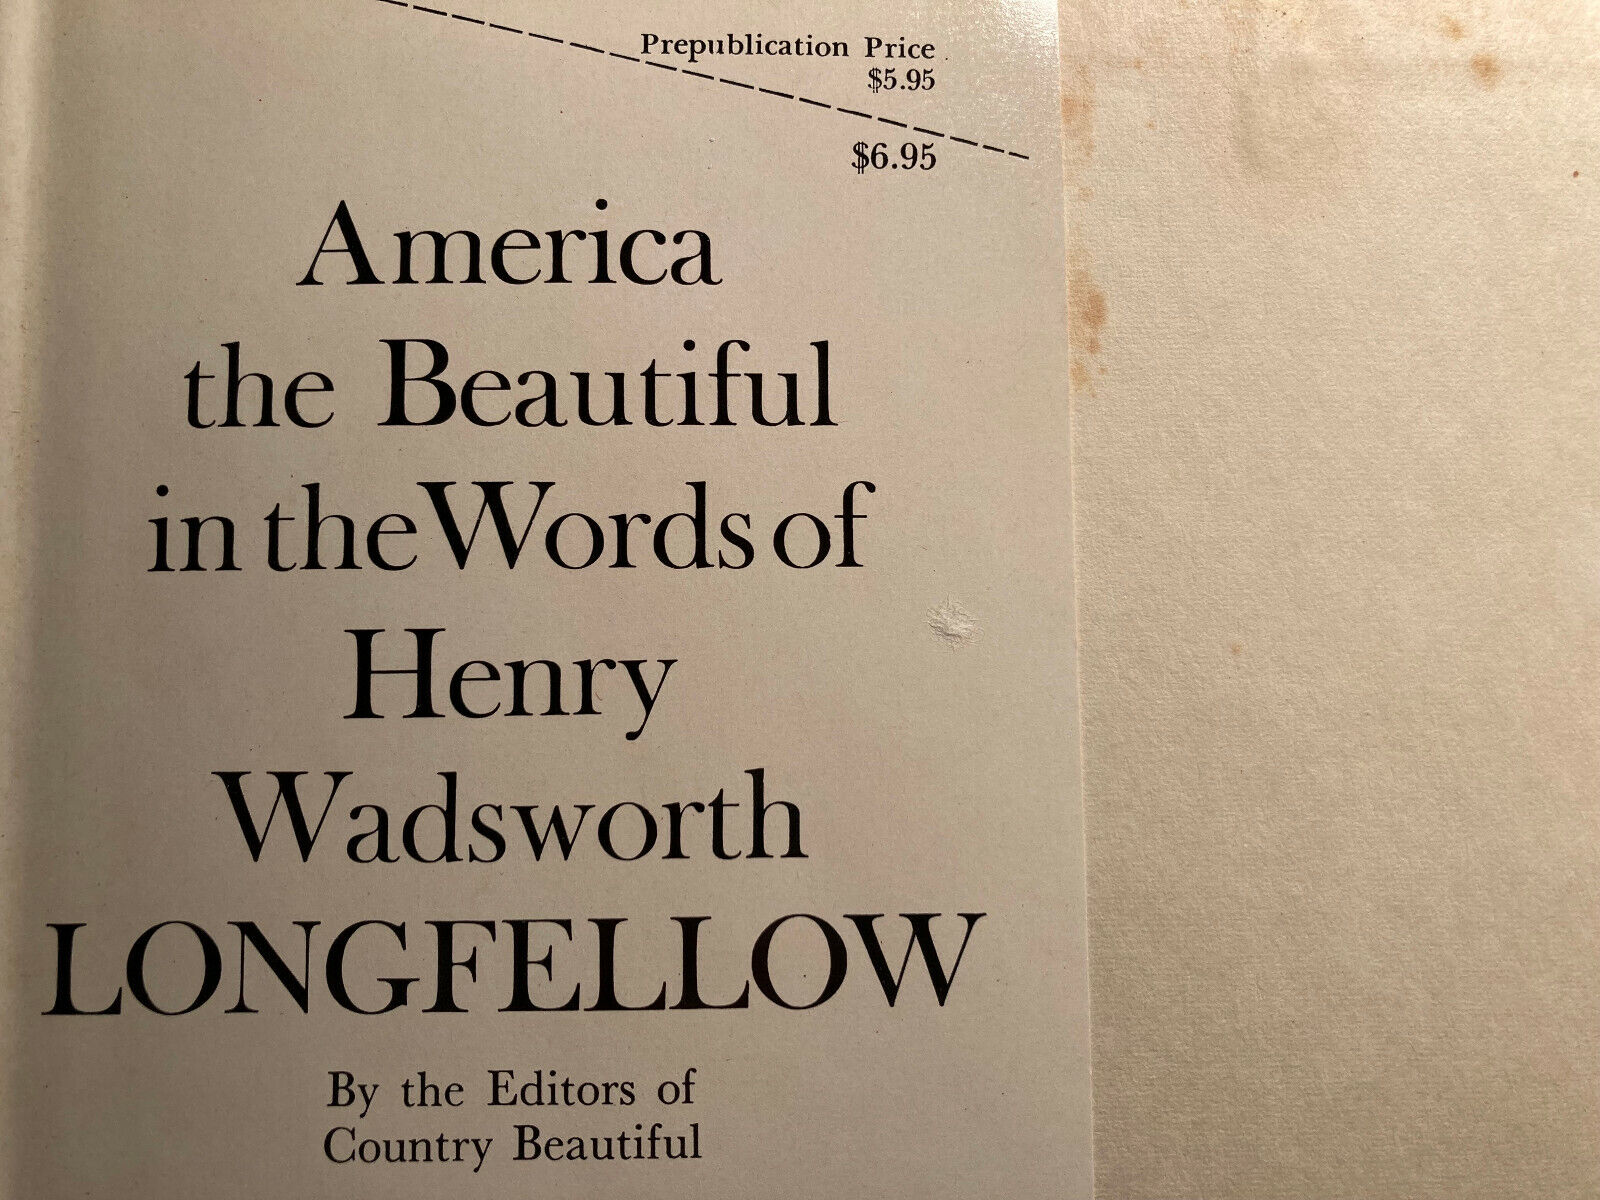 Prepublication Price
$5.95
$6.95
America
the Beautiful
in the Words of
Henry
Wadsworth
LONGFELLOW
By the Editors of
Country Beautiful